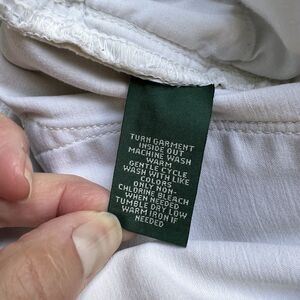 TURN GARMENT
INSIDE OUT
MACHINE WASH
WARM
GENTLE CYCLE
WASH WITH LIKE
COLORS
ONLY NON-
CHLORINE BLEACH
WHEN NEEDED
TUMBLE DRY LOW
WARM IRON IF
NEEDED